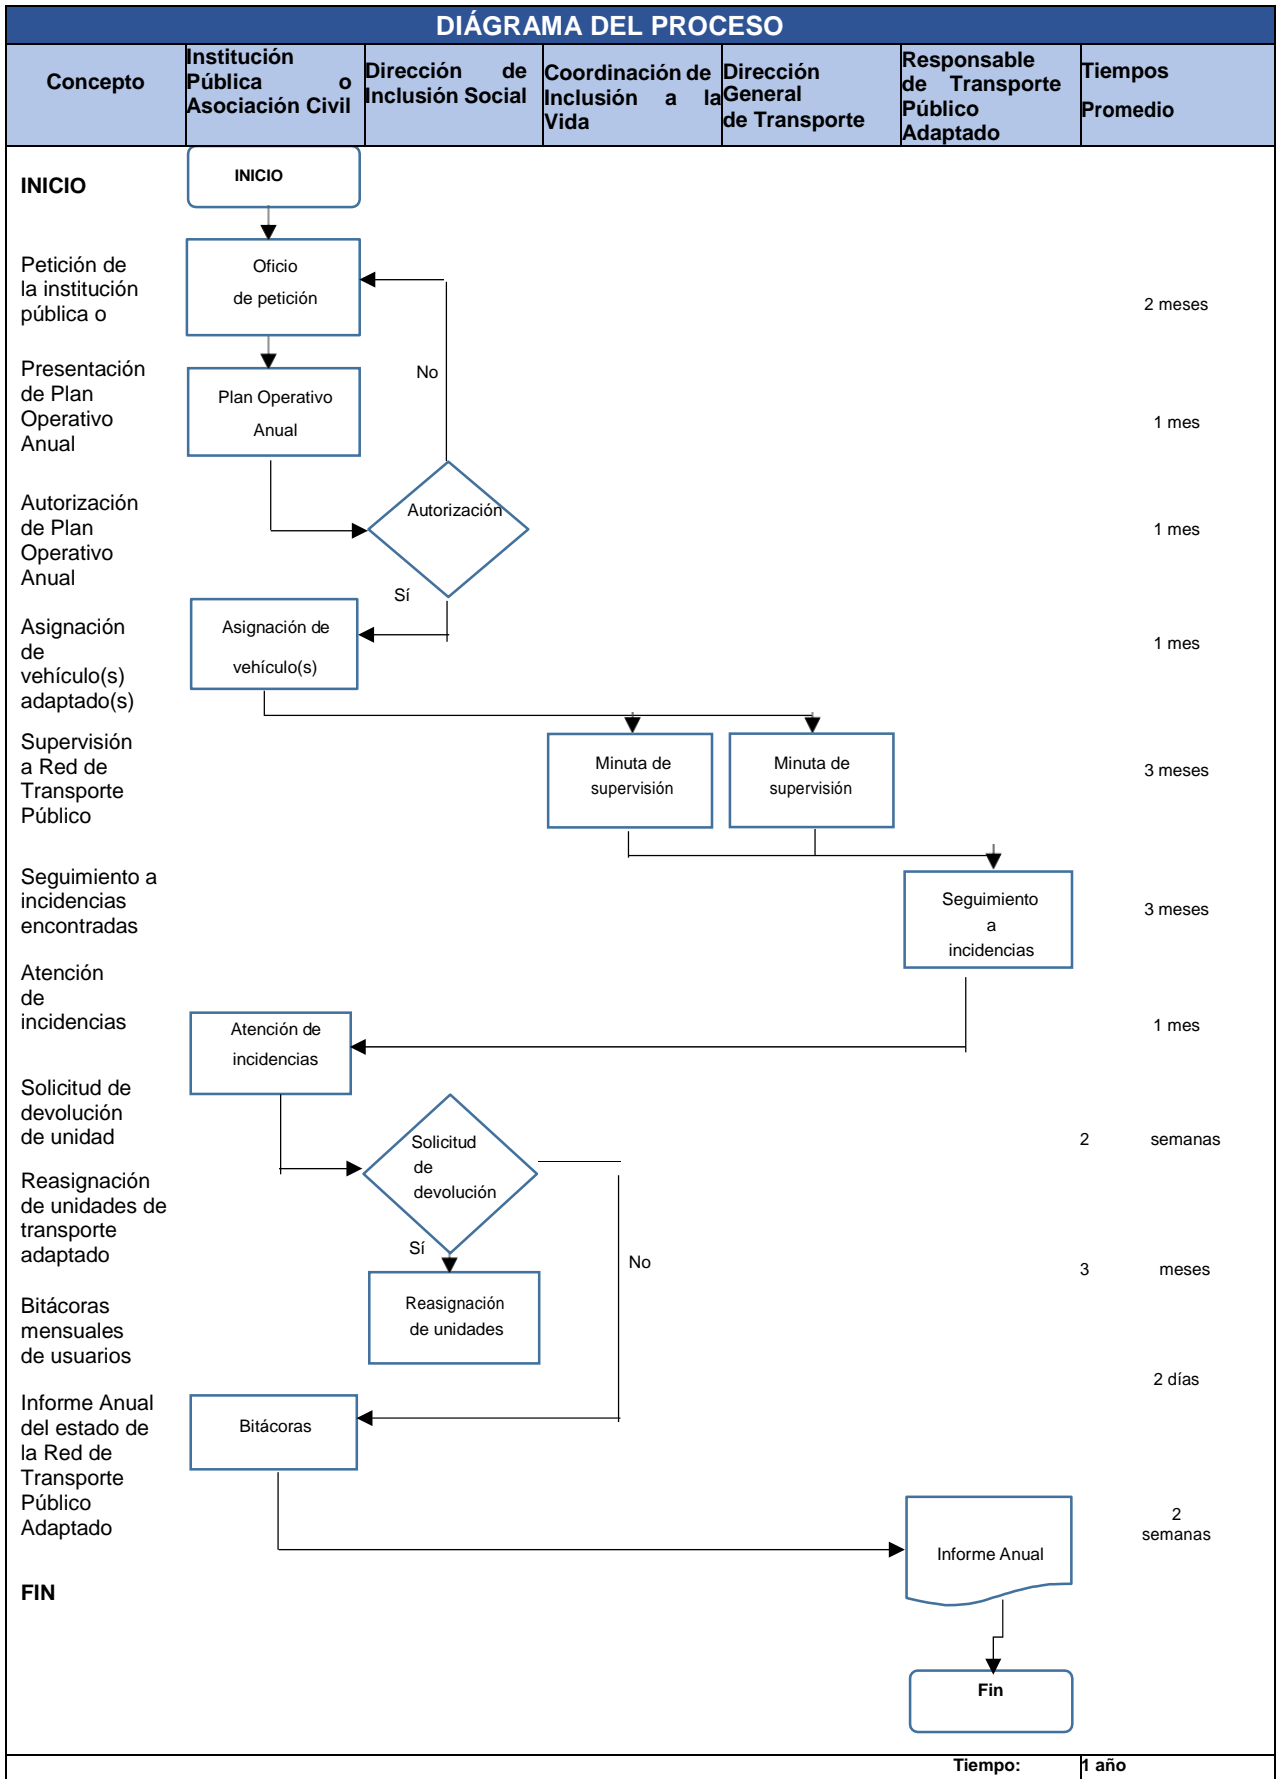 DIÁGRAMA DEL PROCESO
Concepto
Institución
Pública o
Asociación Civil
Dirección de
Inclusión Social
Coordinación de
Inclusión a la
Vida
Dirección
General
de Transporte
Responsable
de Transporte
Público
Adaptado
Tiempos
Promedio
INICIO
INICIO
Petición de
la institución
pública o
Oficio
de petición
2 meses
Presentación
de Plan
Operativo
Anual
Plan Operativo
Anual
No
1 mes
Autorización
de Plan
Operativo
Anual
Autorización
Sí
1 mes
Asignación
de
vehículo(s)
adaptado(s)
Asignación de
vehículo(s)
1 mes
Supervisión
a Red de
Transporte
Público
Minuta de
supervisión
Minuta de
supervisión
3 meses
Seguimiento a
incidencias
encontradas
Seguimiento
a
incidencias
3 meses
Atención
de
incidencias
Atención de
incidencias
1 mes
Solicitud de
devolución
de unidad
Solicitud
de
devolución
2 semanas
Reasignación
de unidades de
transporte
adaptado
Sí
No
Reasignación
de unidades
3 meses
Bitácoras
mensuales
de usuarios
Bitácoras
2 días
Informe Anual
del estado de
la Red de
Transporte
Público
Adaptado
Informe Anual
2
semanas
FIN
Fin
Tiempo: 1 año